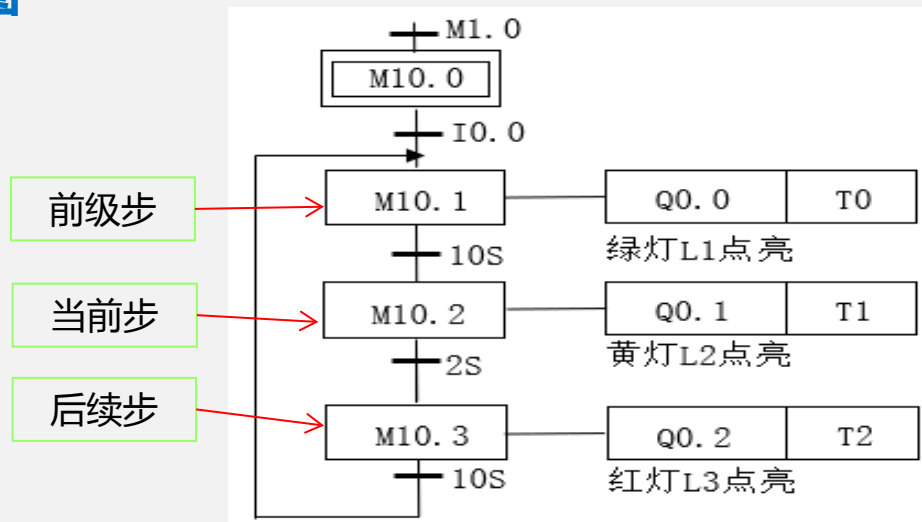 图
M1.0
M10.0
I0.0
前级步
M10.1
Q0.0
T0
绿灯L1点亮
10S
当前步
M10.2
Q0.1
T1
黄灯L2点亮
2S
后续步
M10.3
Q0.2
T2
红灯L3点亮
10S